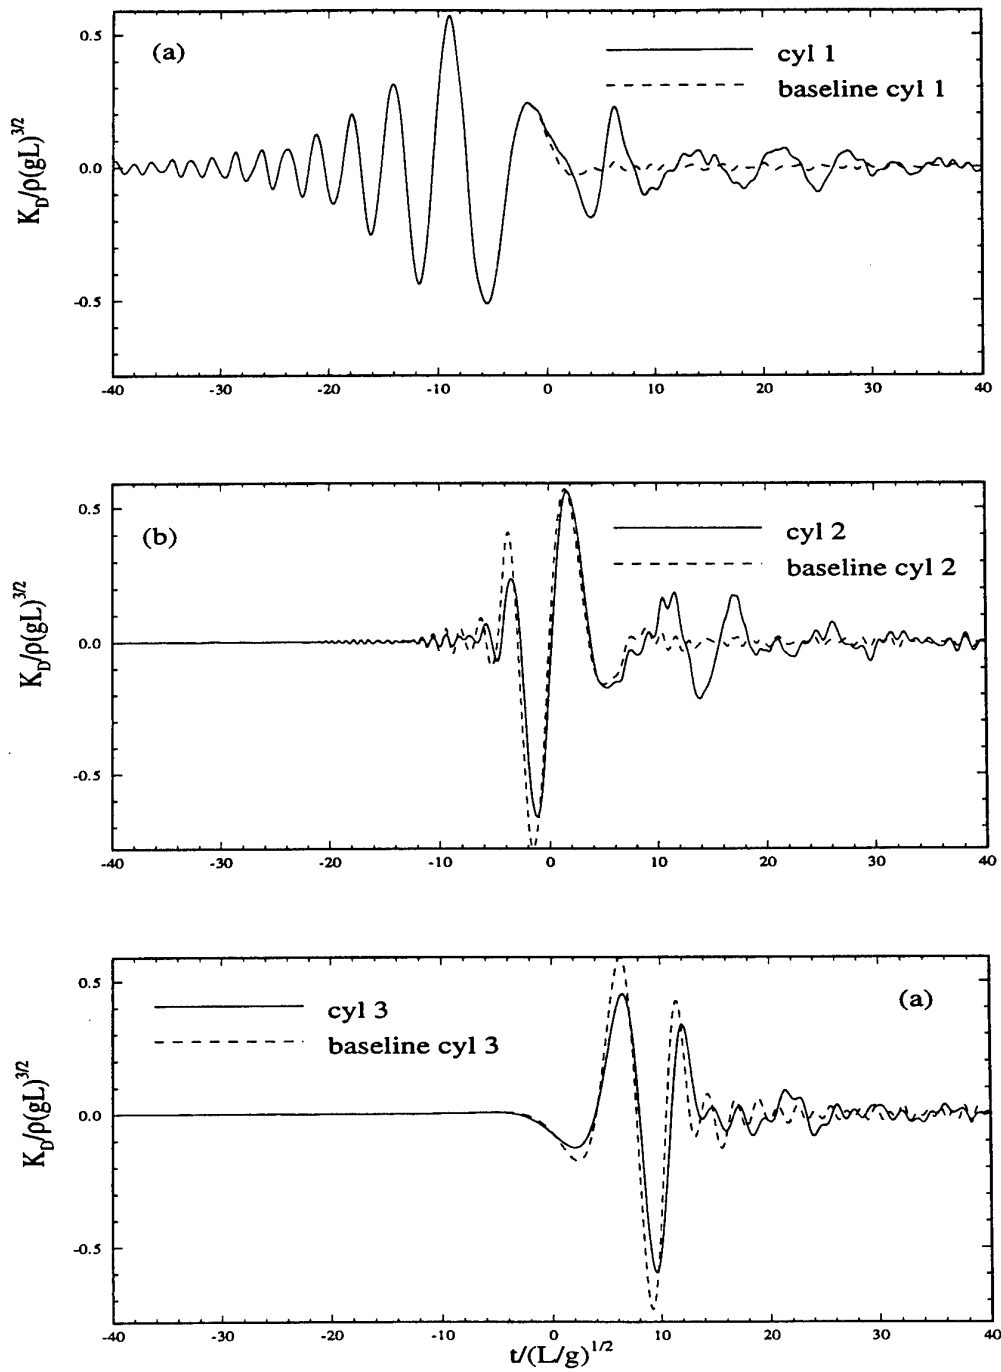 (a)
cyl 1
baseline cyl 1
K_D/ρ(gL)^3/2
0.5
0.0
-0.5
-40 -30 -20 -10 0 10 20 30 40
(b)
cyl 2
baseline cyl 2
K_D/ρ(gL)^3/2
0.5
0.0
-0.5
-40 -30 -20 -10 0 10 20 30 40
cyl 3
baseline cyl 3
(a)
K_D/ρ(gL)^3/2
0.5
0.0
-0.5
-40 -30 -20 -10 0 10 20 30 40
t/(L/g)^1/2